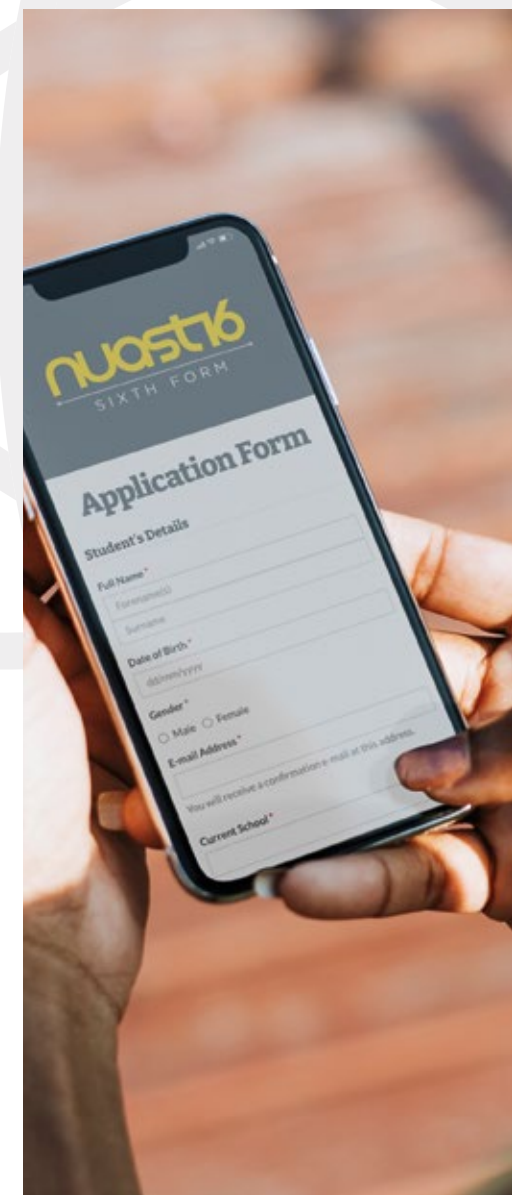 nuast16
SIXTH FORM
Application Form
Student's Details
Full Name*
Forename(s)
Surname
Date of Birth*
dd/mm/yyyy
Gender*
Male Female
E-mail Address*
You will receive a confirmation e-mail at this address.
Current School*